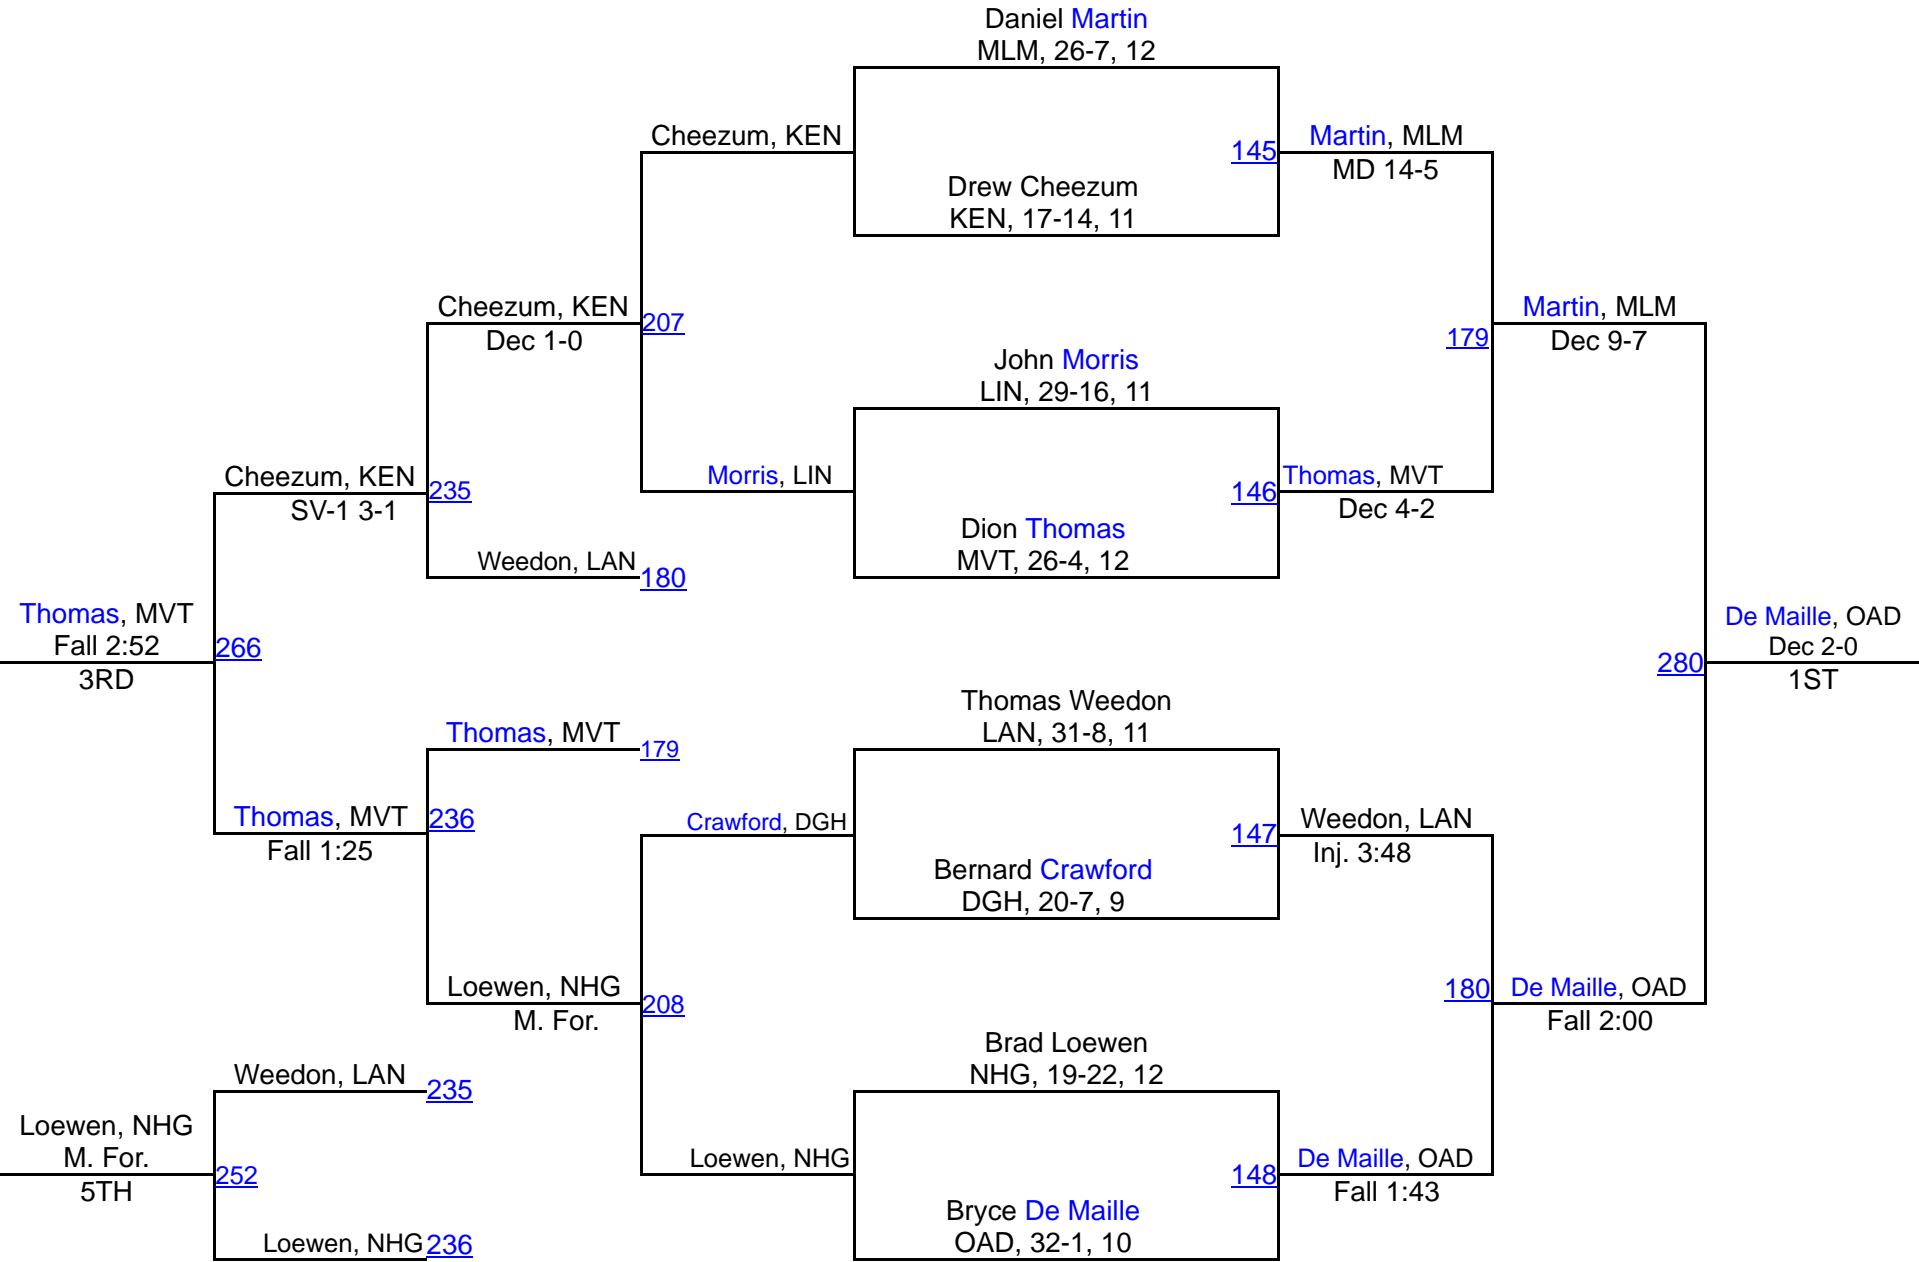 Daniel Martin
MLM, 26-7, 12
Cheezum, KEN
145
Martin, MLM
MD 14-5
Drew Cheezum
KEN, 17-14, 11
Cheezum, KEN
Dec 1-0
207
179
Martin, MLM
Dec 9-7
John Morris
LIN, 29-16, 11
Cheezum, KEN
SV-1 3-1
235
Morris, LIN
146
Thomas, MVT
Dec 4-2
Dion Thomas
MVT, 26-4, 12
Weedon, LAN
180
Thomas, MVT
Fall 2:52
3RD
266
280
De Maille, OAD
Dec 2-0
1ST
Thomas Weedon
LAN, 31-8, 11
Thomas, MVT
179
Thomas, MVT
Fall 1:25
236
Crawford, DGH
147
Weedon, LAN
Inj. 3:48
Bernard Crawford
DGH, 20-7, 9
Loewen, NHG
M. For.
208
180
De Maille, OAD
Fall 2:00
Brad Loewen
NHG, 19-22, 12
Weedon, LAN
235
Loewen, NHG
M. For.
5TH
252
Loewen, NHG
148
De Maille, OAD
Fall 1:43
Bryce De Maille
OAD, 32-1, 10
Loewen, NHG
236